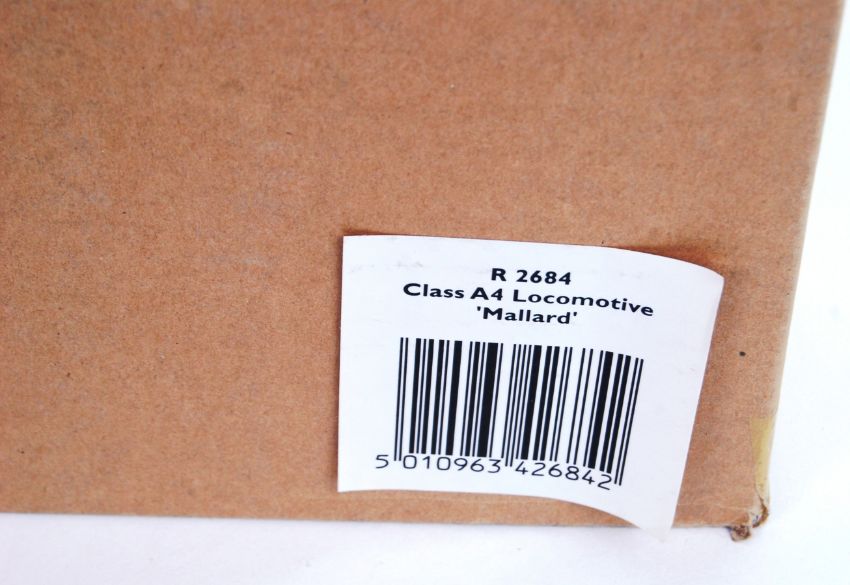 R 2684
Class A4 Locomotive
'Mallard'
5 010963 426842